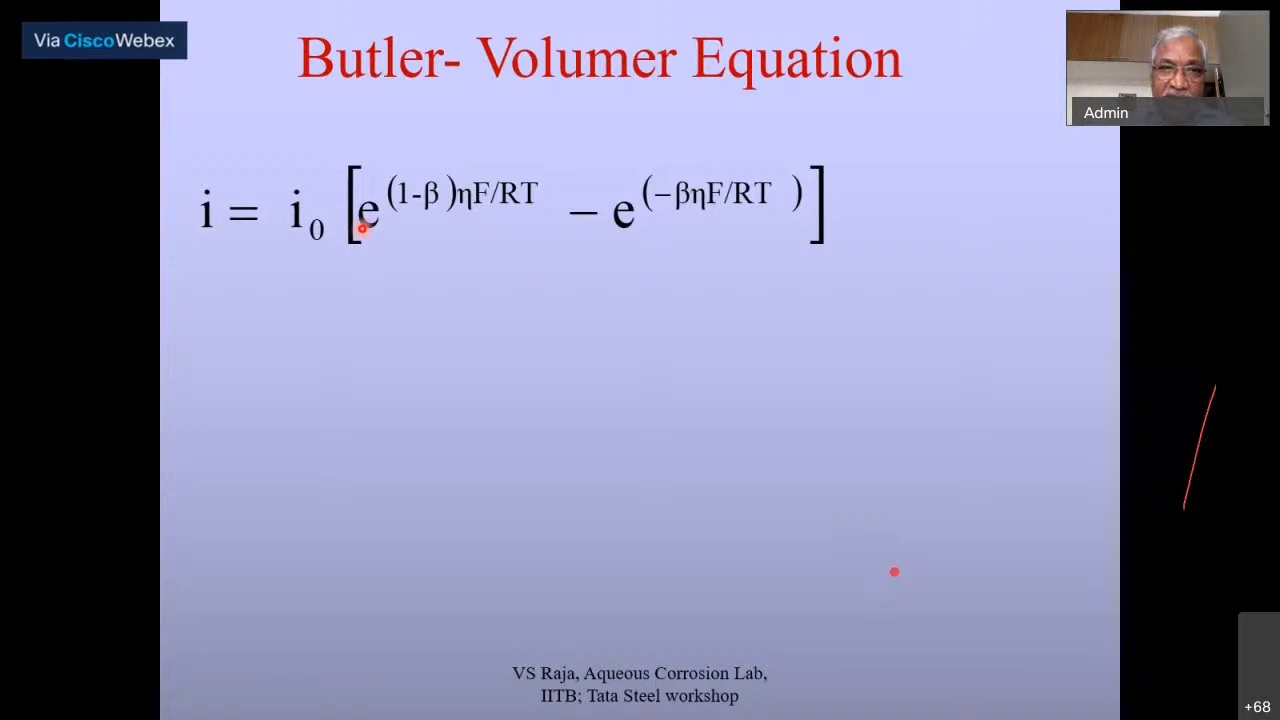 Via CiscoWebex
Butler- Volumer Equation
Admin
i = i₀ [e^(1-β)ηF/RT − e^(−βηF/RT )]
VS Raja, Aqueous Corrosion Lab,
IITB; Tata Steel workshop
+68